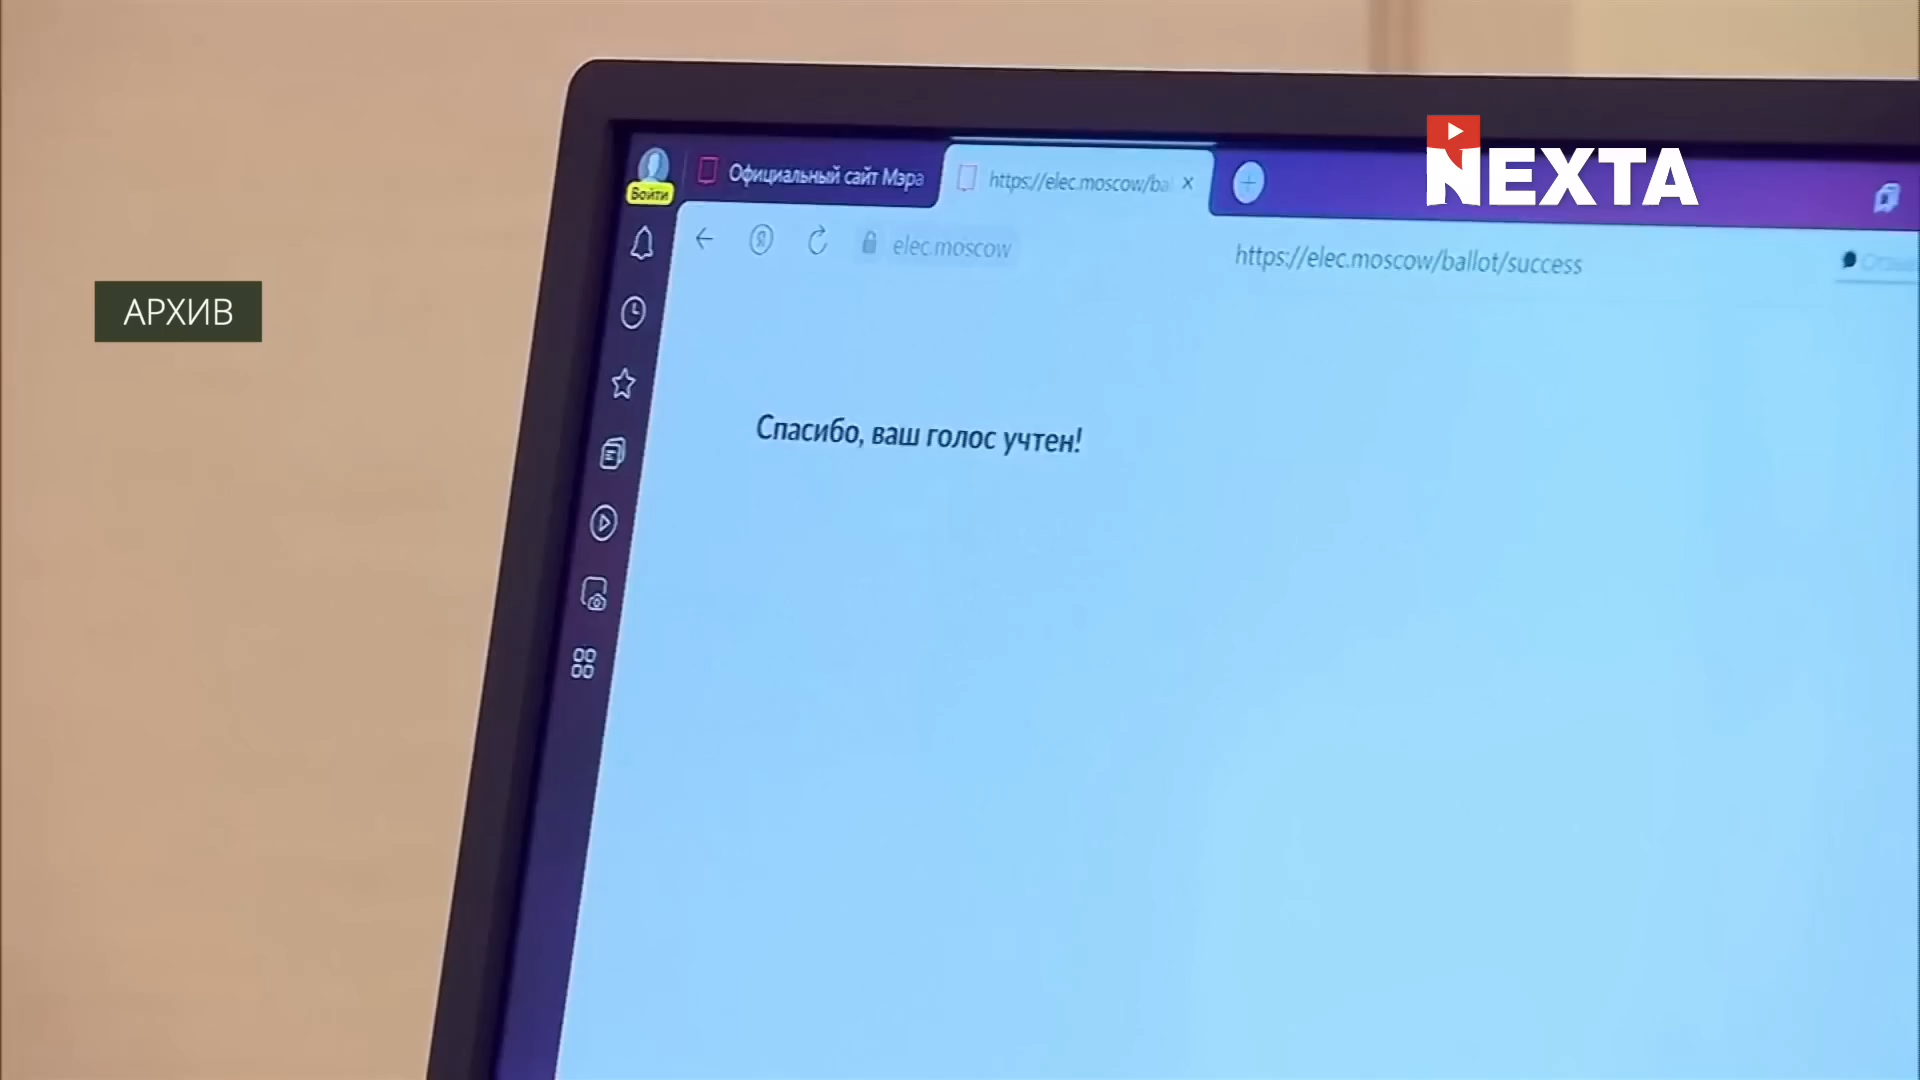 NEXTA
Официальный сайт Мэра
https://elec.moscow/ba
Войти
elec.moscow
https://elec.moscow/ballot/success
АРХИВ
Спасибо, ваш голос учтен!